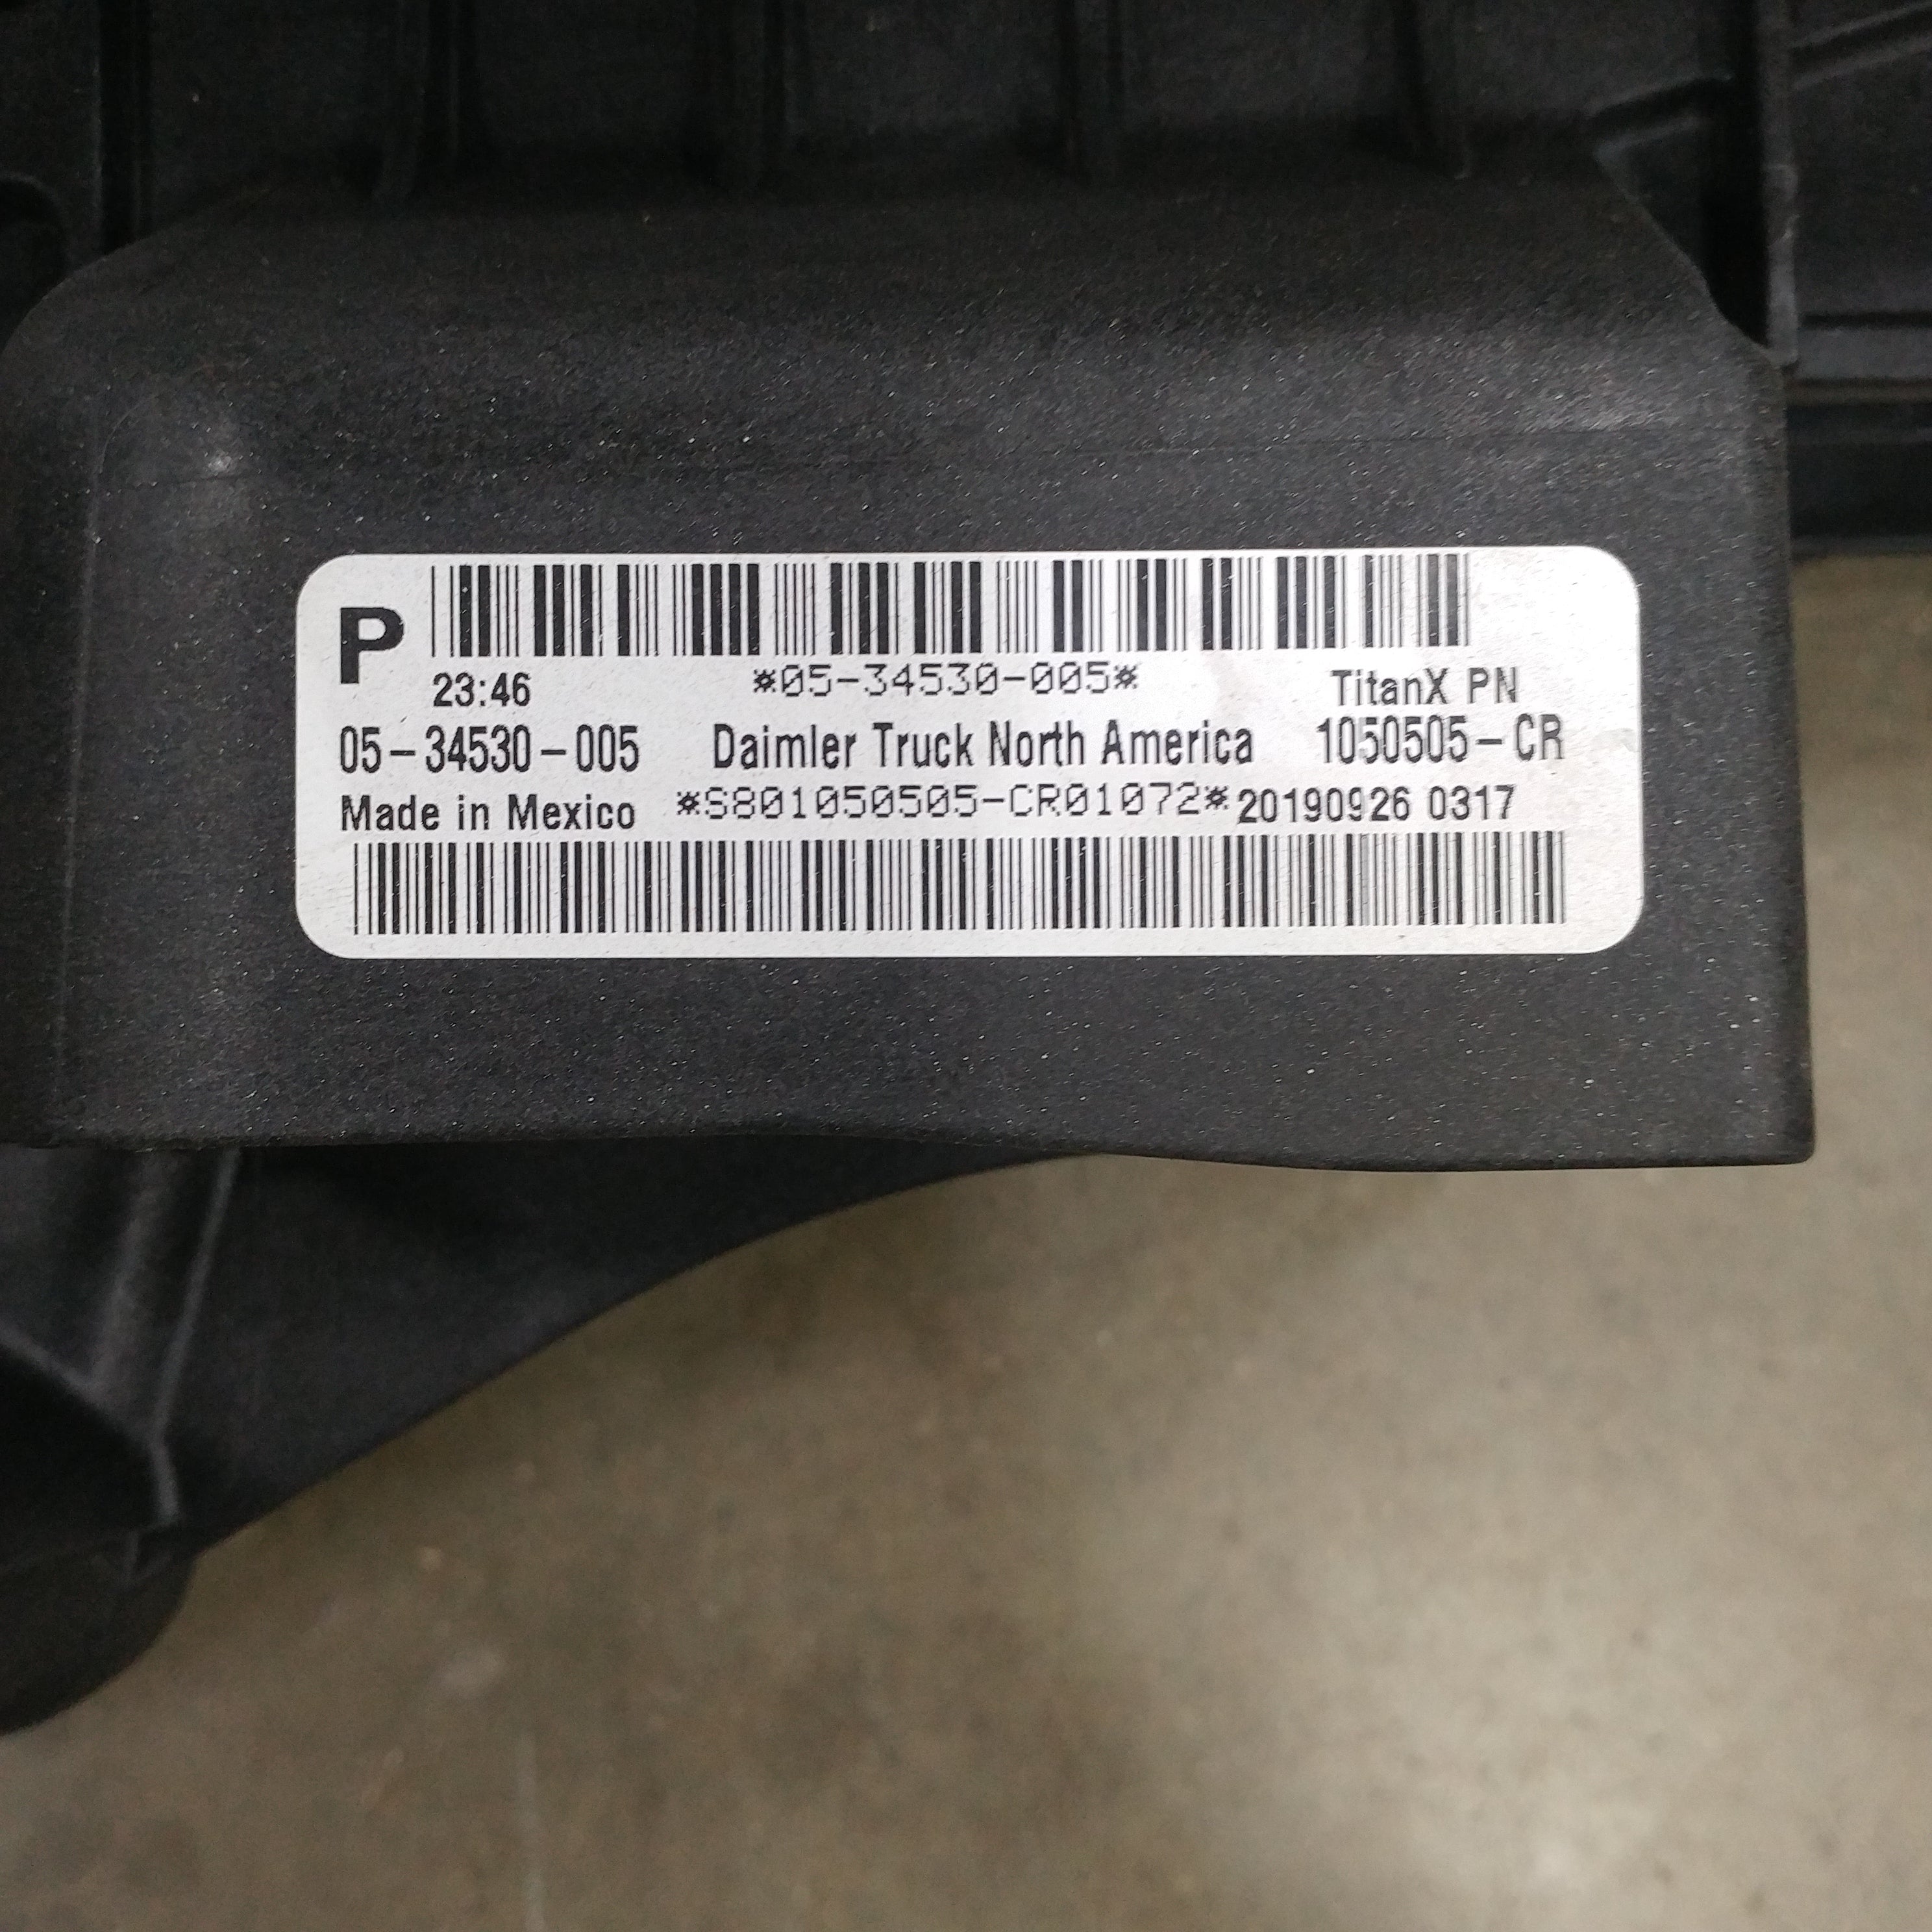 P
23:46 *05-34530-005* TitanX PN
05-34530-005 Daimler Truck North America 1050505-CR
Made in Mexico *S801050505-CR01072* 20190926 0317